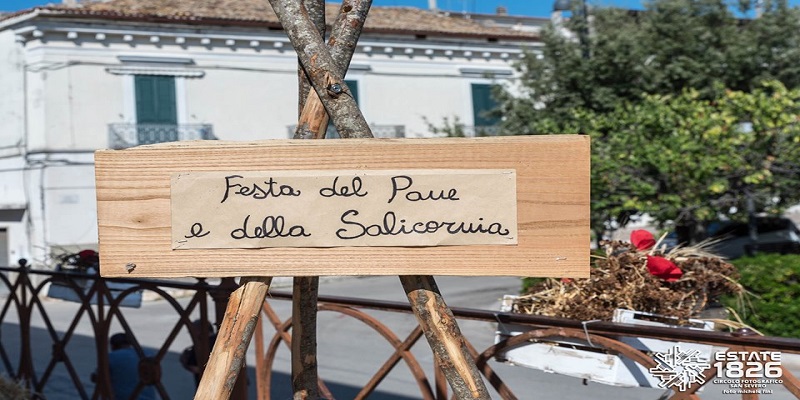 Festa del Pane
e della Salicornia
ESTATE
1826
CIRCOLO FOTOGRAFICO
SAN SEVERO